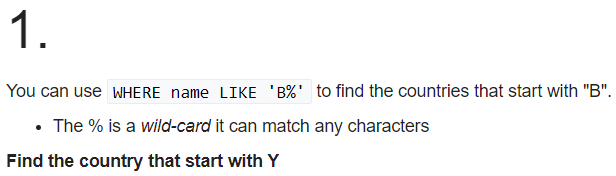 1.
You can use WHERE name LIKE 'B%' to find the countries that start with "B".
• The % is a wild-card it can match any characters
Find the country that start with Y